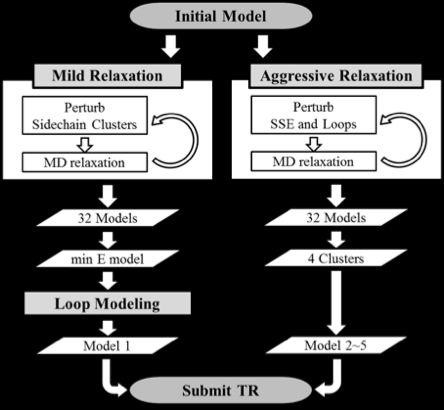 Initial Model
Mild Relaxation
Perturb
Sidechain Clusters
MD relaxation
32 Models
min E model
Loop Modeling
Model 1
Aggressive Relaxation
Perturb
SSE and Loops
MD relaxation
32 Models
4 Clusters
Model 2~5
Submit TR